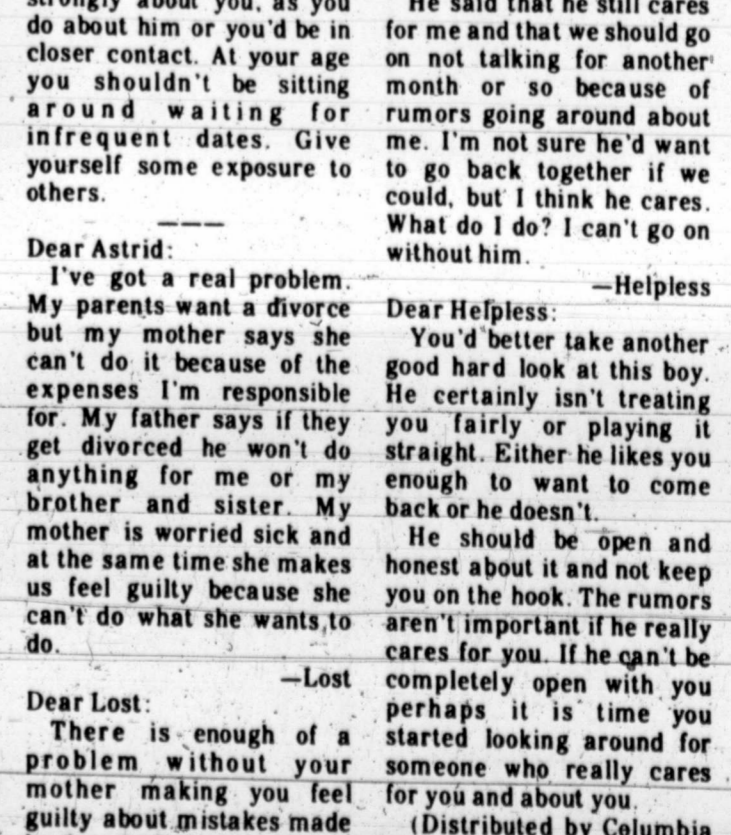 strongly about you, as you
do about him or you'd be in
closer contact. At your age
you shouldn't be sitting
around waiting for
infrequent dates. Give
yourself some exposure to
others.
———
Dear Astrid:
I've got a real problem.
My parents want a divorce
but my mother says she
can't do it because of the
expenses I'm responsible
for. My father says if they
get divorced he won't do
anything for me or my
brother and sister. My
mother is worried sick and
at the same time she makes
us feel guilty because she
can't do what she wants to
do.
—Lost
Dear Lost:
There is enough of a
problem without your
mother making you feel
guilty about mistakes made
He said that he still cares
for me and that we should go
on not talking for another
month or so because of
rumors going around about
me. I'm not sure he'd want
to go back together if we
could, but I think he cares.
What do I do? I can't go on
without him.
—Helpless
Dear Helpless:
You'd better take another
good hard look at this boy.
He certainly isn't treating
you fairly or playing it
straight. Either he likes you
enough to want to come
back or he doesn't.
He should be open and
honest about it and not keep
you on the hook. The rumors
aren't important if he really
cares for you. If he can't be
completely open with you
perhaps it is time you
started looking around for
someone who really cares
for you and about you.
(Distributed by Columbia